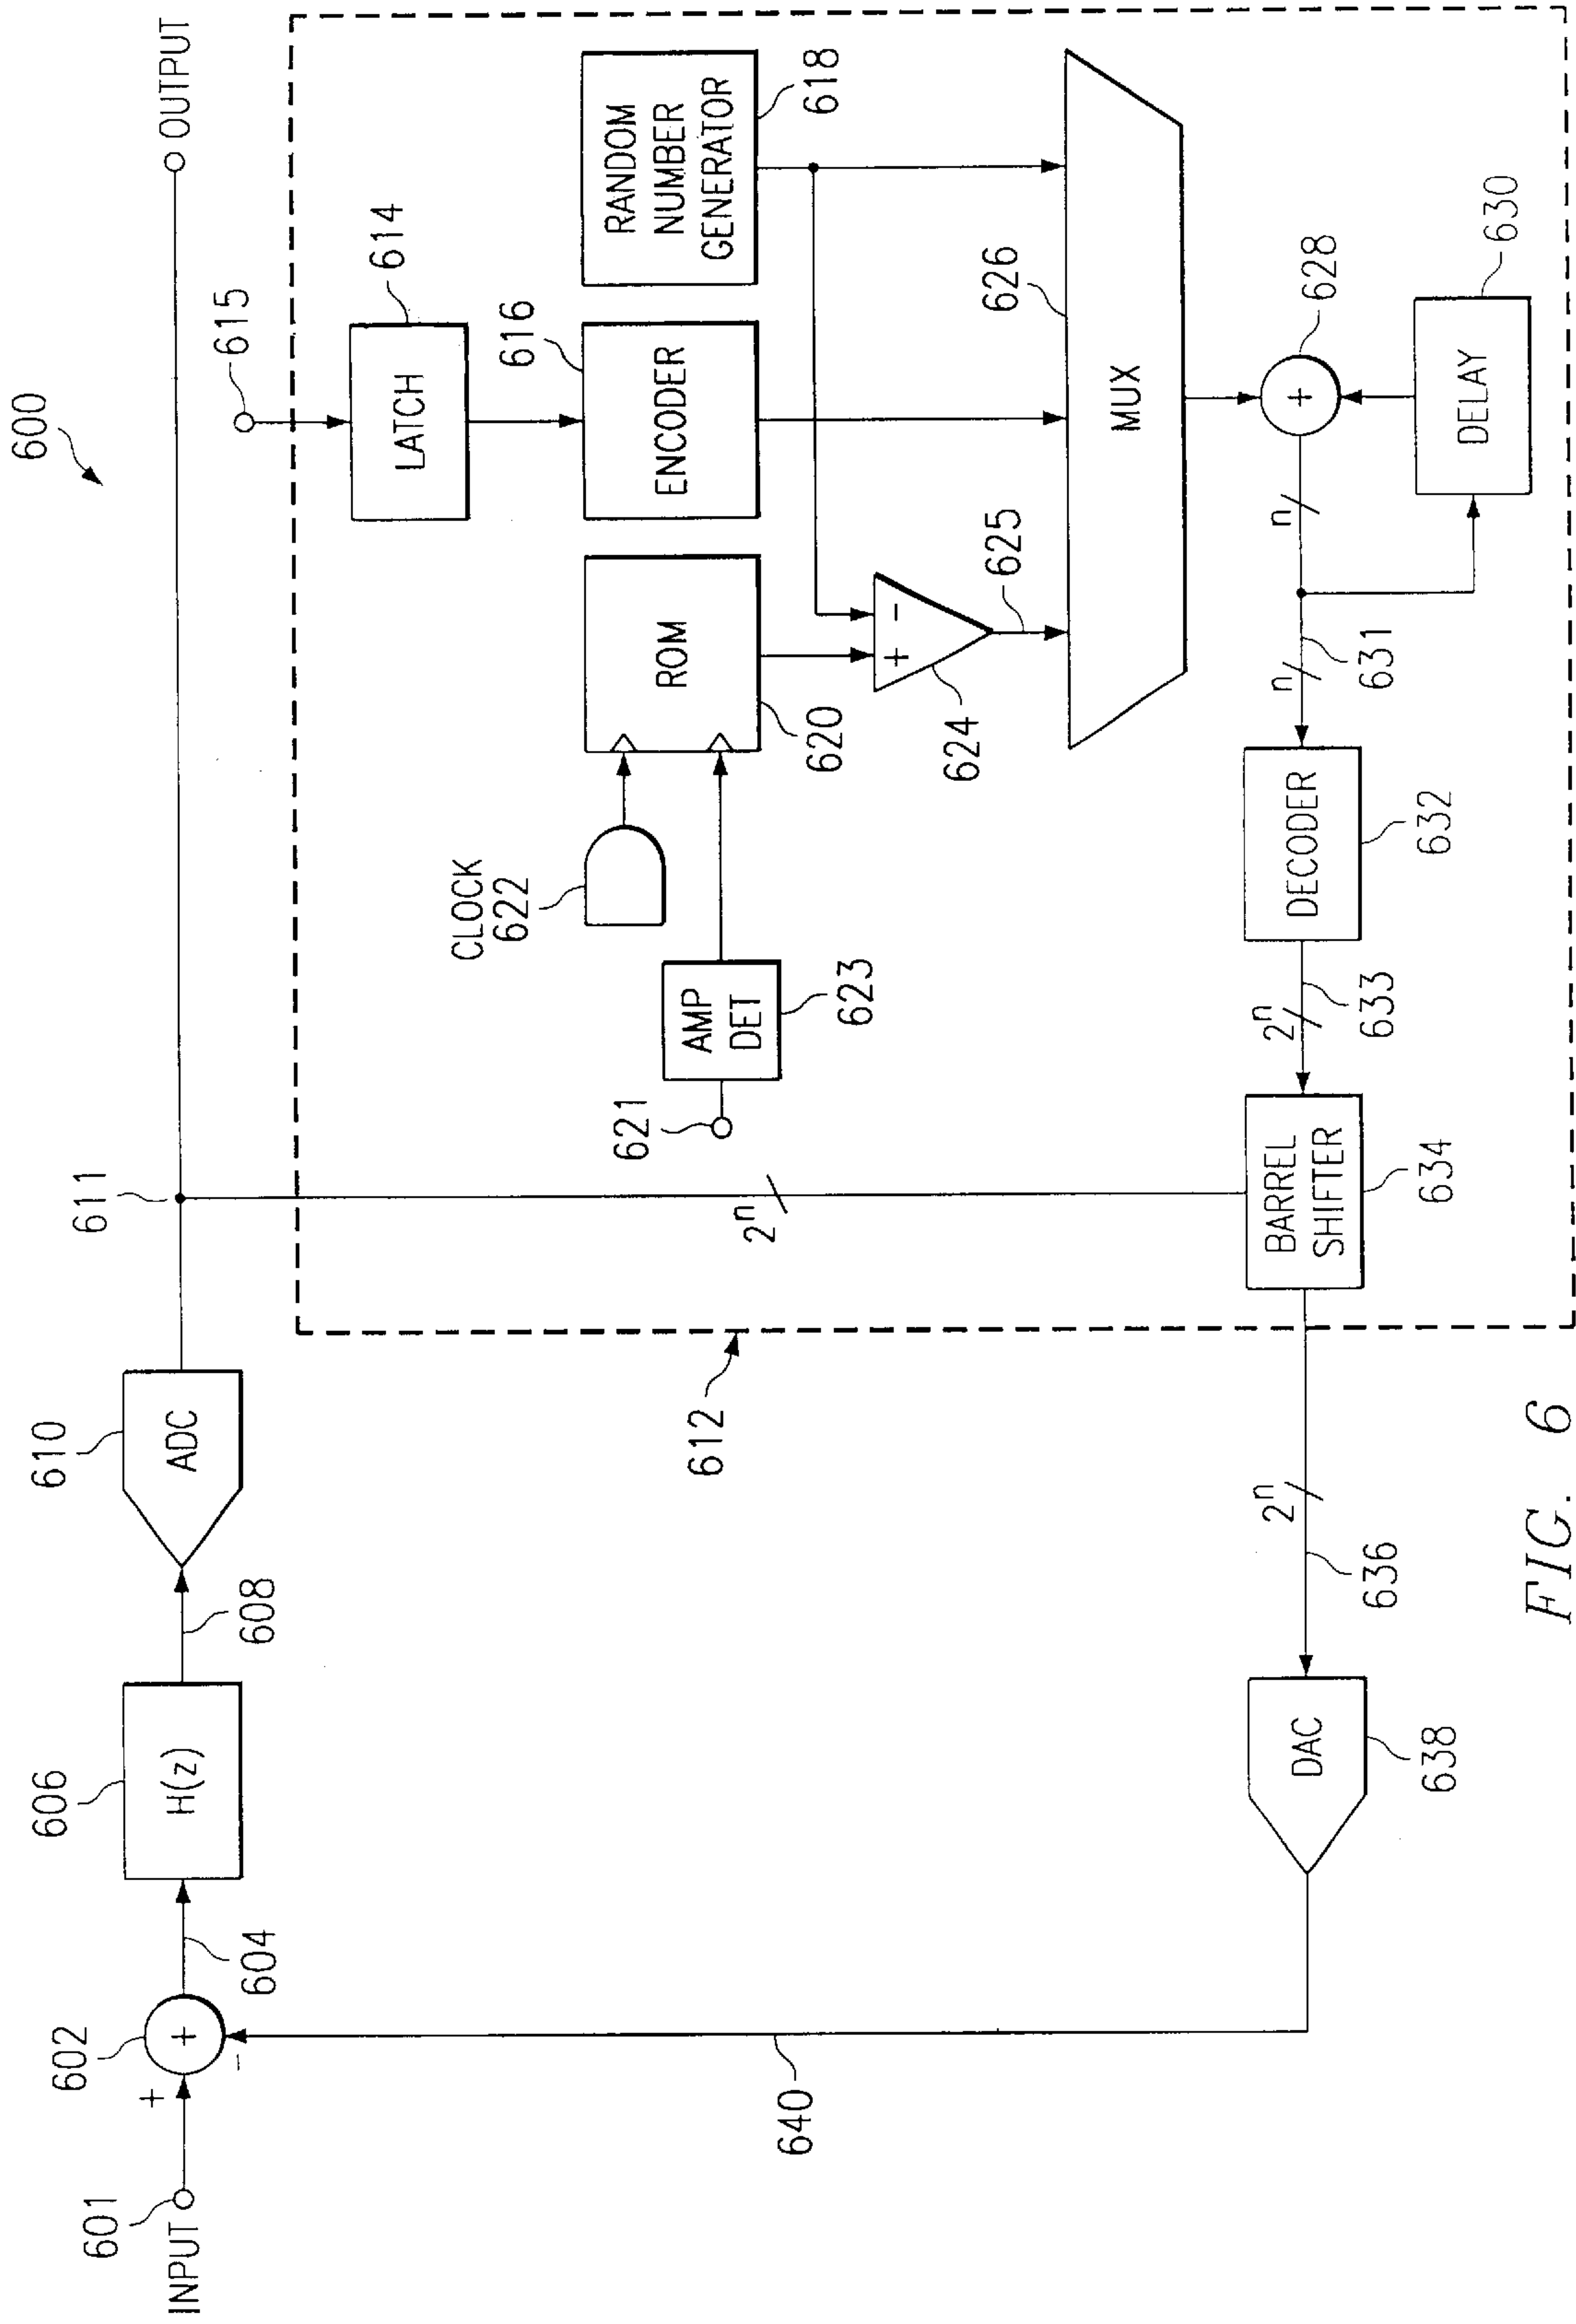 600
INPUT
601
+
-
602
+
604
606
H(z)
608
610
ADC
611
OUTPUT
615
LATCH
614
ENCODER
616
RANDOM
NUMBER
GENERATOR
618
CLOCK
622
ROM
620
621
AMP
DET
623
+
-
624
625
MUX
626
+
628
DELAY
630
n
n
631
DECODER
632
2n
633
2n
BARREL
SHIFTER
634
612
2n
636
DAC
638
640
FIG. 6